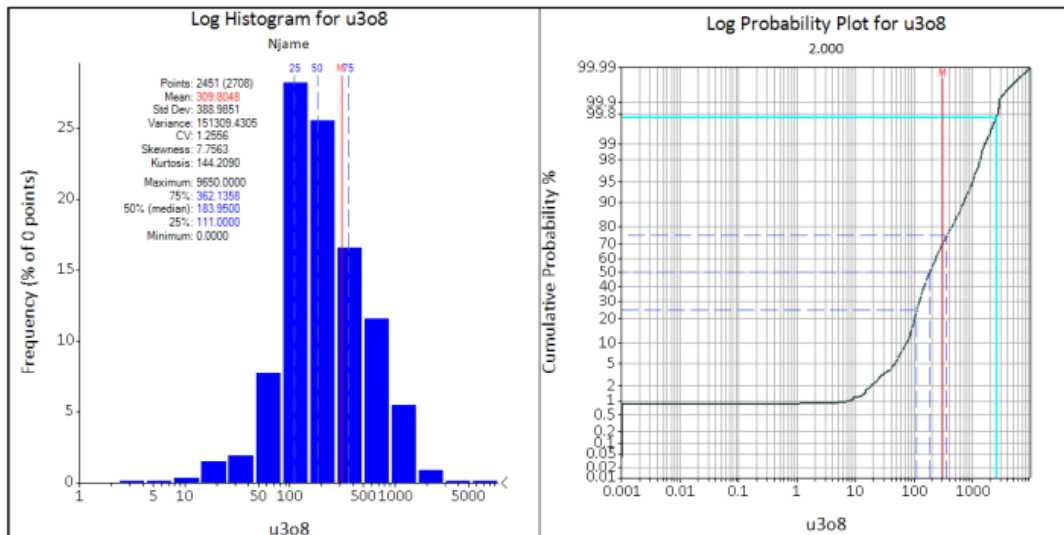 Log Histogram for u3o8
Njame
25 50 M 75
Points: 2451 (2708)
Mean: 309.8048
Std Dev: 388.9851
Variance: 151309.4305
CV: 1.2556
Skewness: 7.7563
Kurtosis: 144.2090
Maximum: 9650.0000
75%: 362.1358
50% (median): 183.9500
25%: 111.0000
Minimum: 0.0000
Frequency (% of 0 points)
25
20
15
10
5
0
1 5 10 50 100 500 1000 5000
u3o8
Log Probability Plot for u3o8
2.000
M
Cumulative Probability %
99.99
99.9
99.8
99
98
95
90
80
70
60
50
40
30
20
10
5
2
1
0.5
0.2
0.1
0.05
0.02
0.01
0.001 0.01 0.1 1 10 100 1000
u3o8